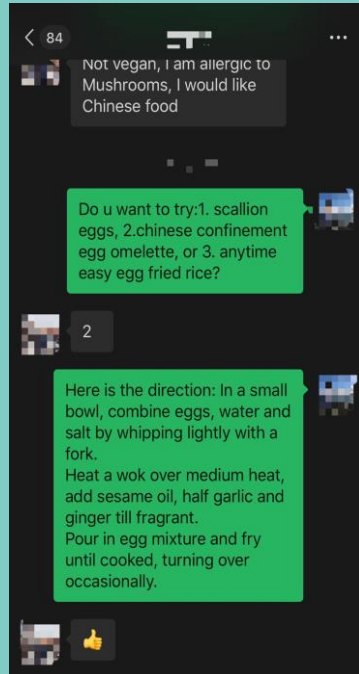 84
Not vegan, I am allergic to
Mushrooms, I would like
Chinese food
Do u want to try:1. scallion
eggs, 2.chinese confinement
egg omelette, or 3. anytime
easy egg fried rice?
2
Here is the direction: In a small
bowl, combine eggs, water and
salt by whipping lightly with a
fork.
Heat a wok over medium heat,
add sesame oil, half garlic and
ginger till fragrant.
Pour in egg mixture and fry
until cooked, turning over
occasionally.